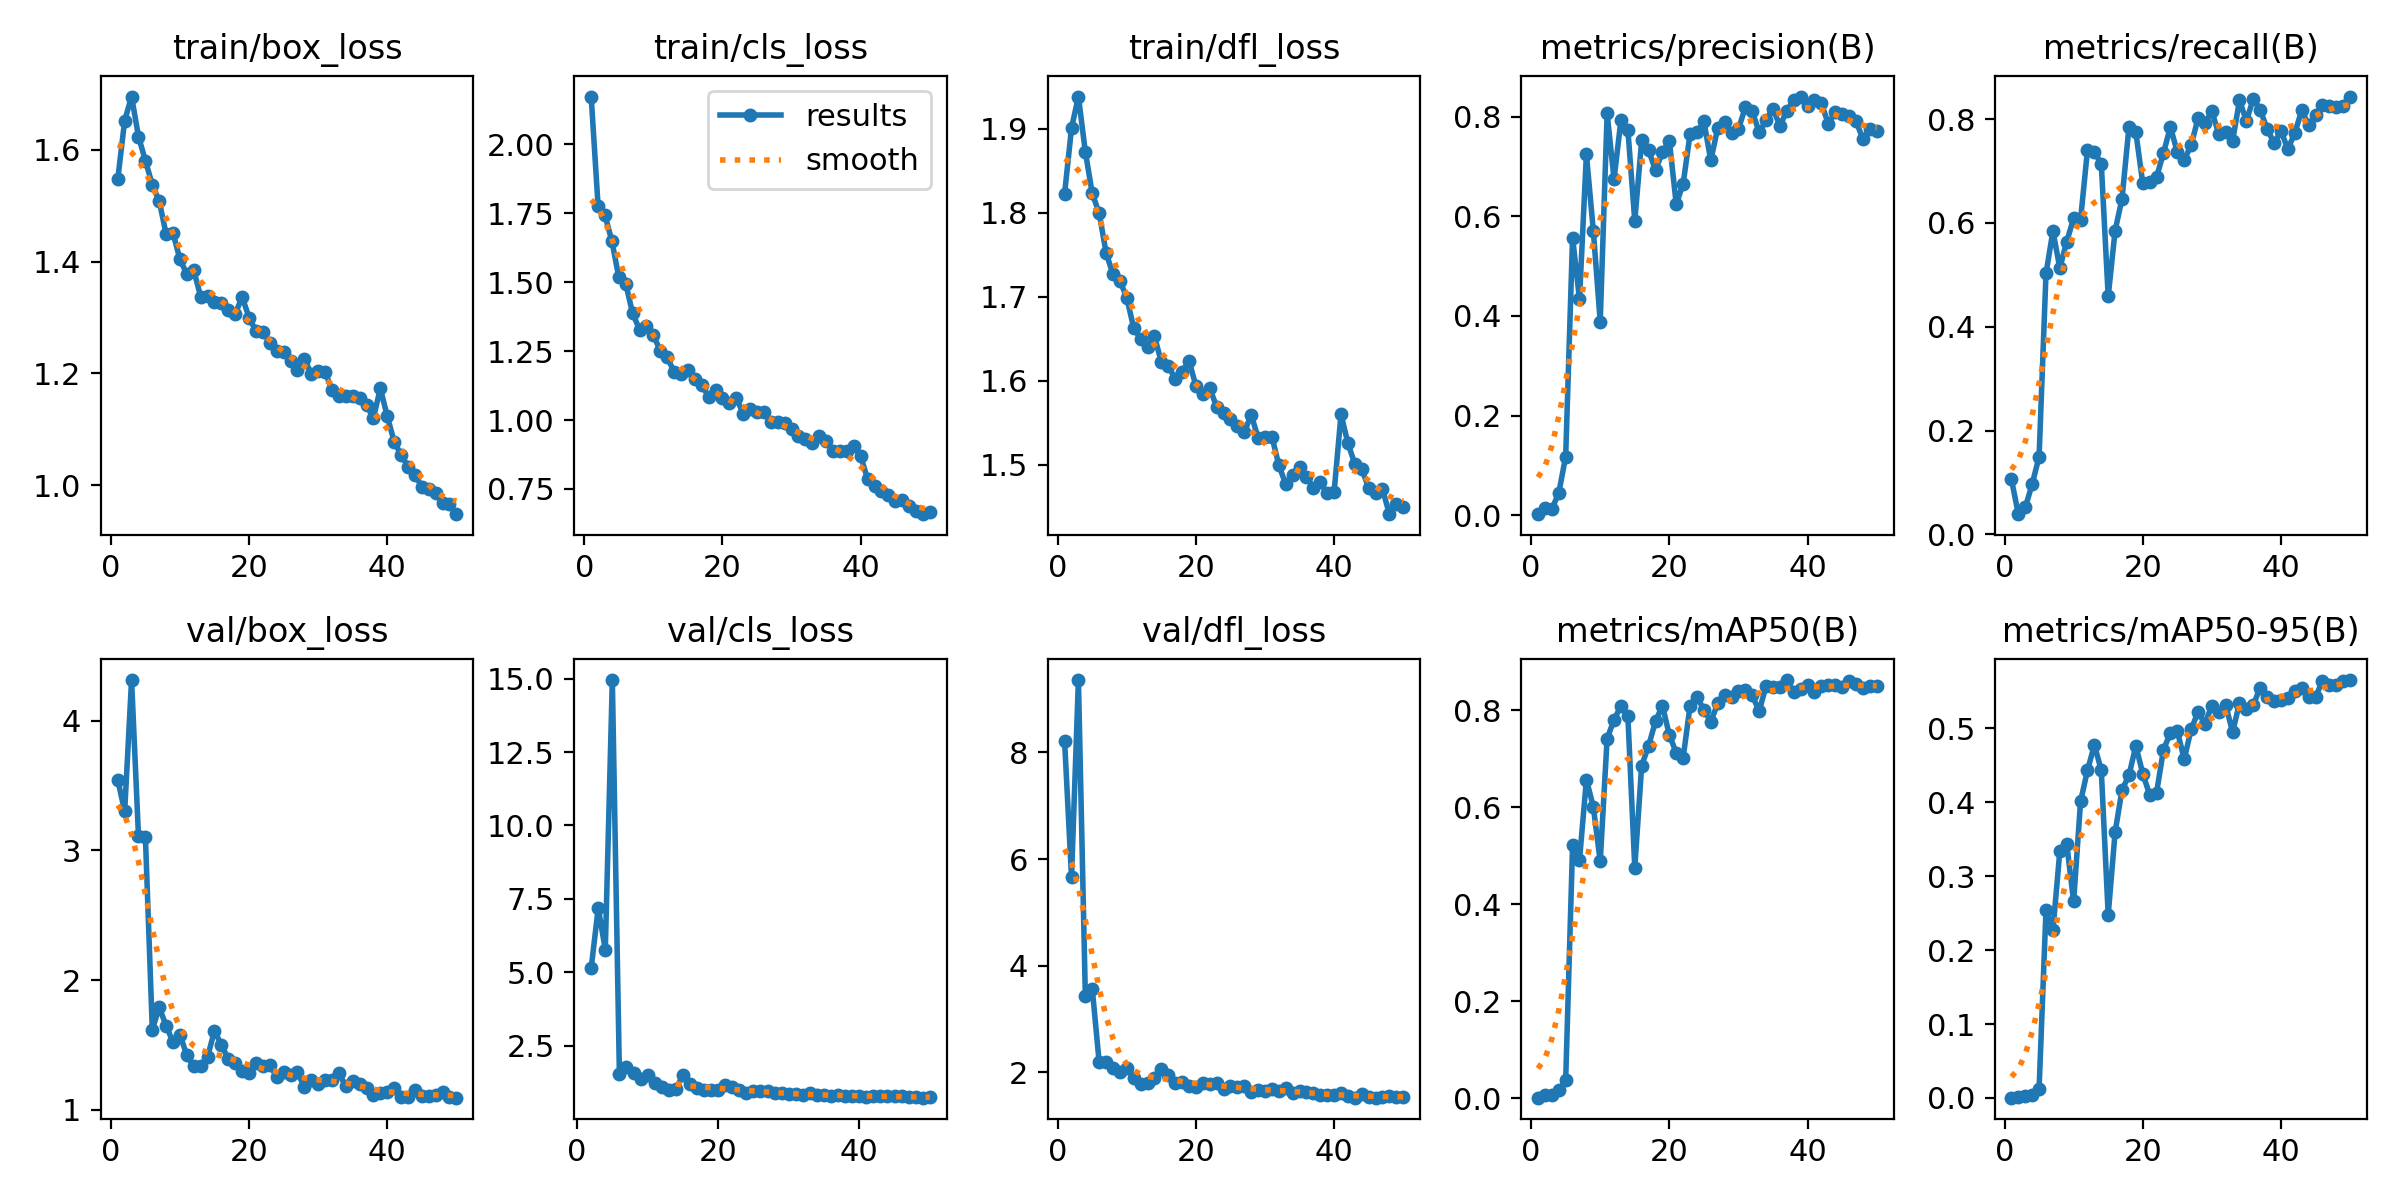 train/box_loss
1.6
1.4
1.2
1.0
0 20 40
train/cls_loss
results
smooth
2.00
1.75
1.50
1.25
1.00
0.75
0 20 40
train/dfl_loss
1.9
1.8
1.7
1.6
1.5
0 20 40
metrics/precision(B)
0.8
0.6
0.4
0.2
0.0
0 20 40
metrics/recall(B)
0.8
0.6
0.4
0.2
0.0
0 20 40
val/box_loss
4
3
2
1
0 20 40
val/cls_loss
15.0
12.5
10.0
7.5
5.0
2.5
0 20 40
val/dfl_loss
8
6
4
2
0 20 40
metrics/mAP50(B)
0.8
0.6
0.4
0.2
0.0
0 20 40
metrics/mAP50-95(B)
0.5
0.4
0.3
0.2
0.1
0.0
0 20 40